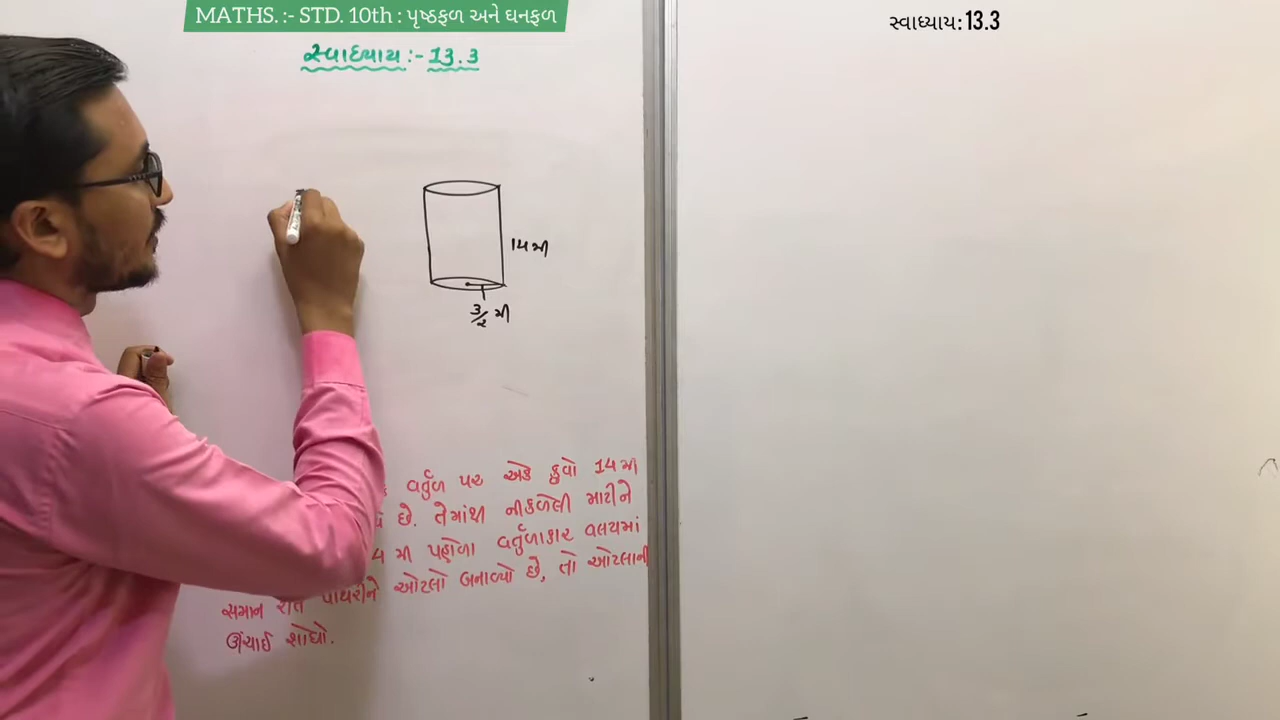 MATHS. :- STD. 10th : પૃષ્ઠફળ અને ઘનફળ
સ્વાધ્યાય: 13.3
સ્વાધ્યાય :- 13.3
14 મી
3/2 મી
વર્તુળ પર એક કુવો 14 મી
છે. તેમાંથી નીકળેલી માટીને
4 મી પહોળા વર્તુળાકાર વલયમાં
સમાન રીતે પાથરીને ઓટલો બનાવ્યો છે, તો ઓટલાની
ઊંચાઈ શોધો.